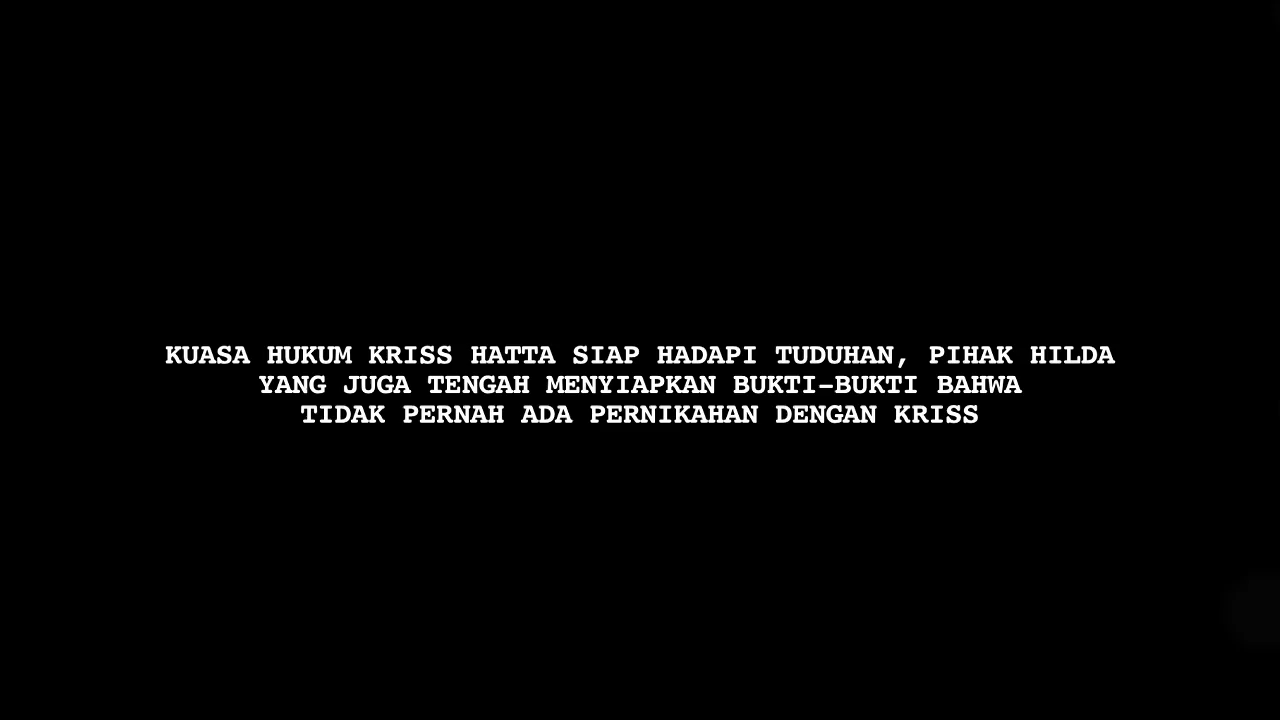 KUASA HUKUM KRISS HATTA SIAP HADAPI TUDUHAN, PIHAK HILDA
YANG JUGA TENGAH MENYIAPKAN BUKTI-BUKTI BAHWA
TIDAK PERNAH ADA PERNIKAHAN DENGAN KRISS